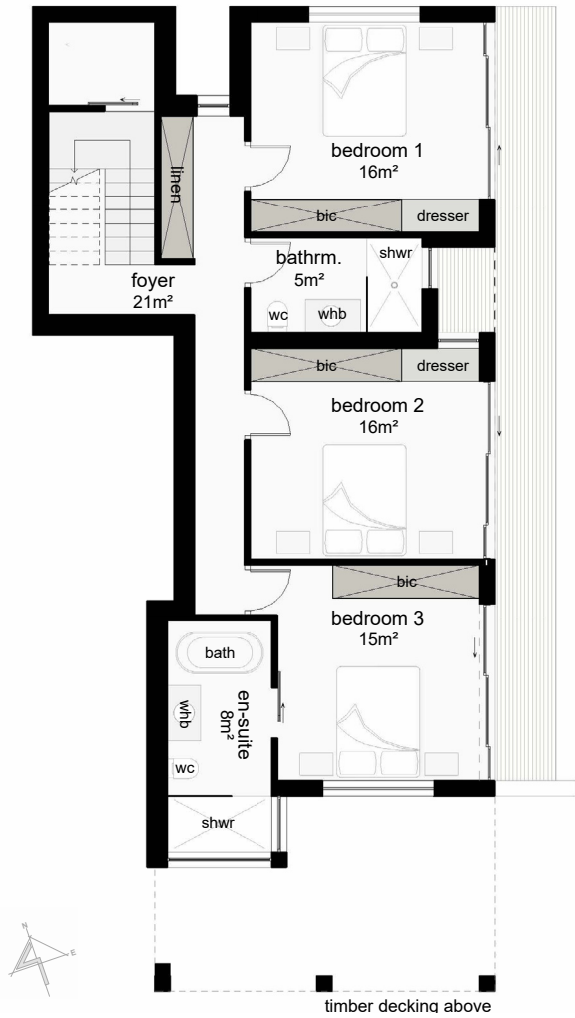 bedroom 1
16m²
linen
bic
dresser
bathrm.
5m²
shwr
foyer
21m²
wc
whb
bic
dresser
bedroom 2
16m²
bic
bedroom 3
15m²
bath
en-suite
8m²
whb
wc
shwr
N
E
timber decking above